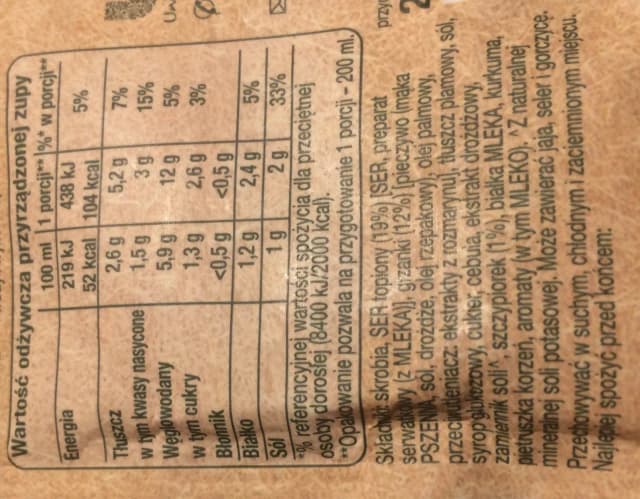 Wartość odżywcza przyrządzonej zupy
100 ml 1 porcji** %* w porcji**
Energia 219 kJ 438 kJ 5%
52 kcal 104 kcal
Tłuszcz 2,6 g 5,2 g 7%
w tym kwasy nasycone 1,5 g 3 g 15%
Węglowodany 5,9 g 12 g 5%
w tym cukry 1,3 g 2,6 g 3%
Błonnik <0,5 g <0,5 g
Białko 1,2 g 2,4 g 5%
Sól 1 g 2 g 33%
*% referencyjnej wartości spożycia dla przeciętnej
osoby dorosłej (8400 kJ/2000 kcal).
**Opakowanie pozwala na przygotowanie 1 porcji – 200 ml.
Składniki: skrobia, SER topiony (19%) [SER, preparat
serwatkowy (z MLEKA)], grzanki (12%) [pieczywo (mąka
PSZENNA, sól, drożdże, olej rzepakowy), olej palmowy,
przeciwutleniacz: ekstrakty z rozmarynu], tłuszcz palmowy, sól,
syrop glukozowy, cukier, cebula, ekstrakt drożdżowy,
zamiennik soli^, szczypiorek (1%), białka MLEKA, kurkuma,
pietruszka korzeń, aromaty (w tym MLEKO). ^Z naturalnej
mineralnej soli potasowej. Może zawierać jaja, seler i gorczycę.
Przechowywać w suchym, chłodnym i zaciemnionym miejscu.
Najlepiej spożyć przed końcem: